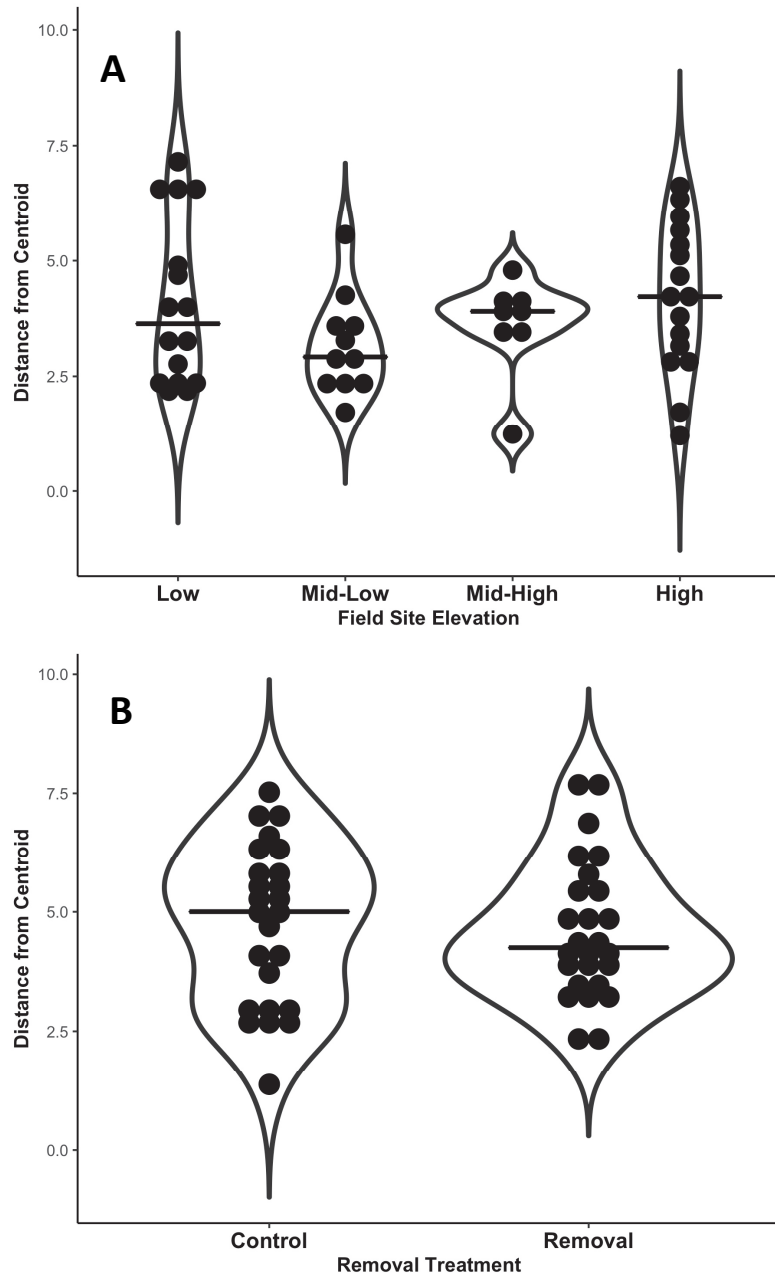 A
10.0
7.5
5.0
2.5
0.0
Distance from Centroid
Low Mid-Low Mid-High High
Field Site Elevation
B
10.0
7.5
5.0
2.5
0.0
Distance from Centroid
Control Removal
Removal Treatment